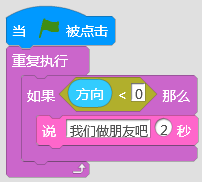 当 被点击
重复执行
如果 方向 < 0 那么
说 我们做朋友吧 2 秒